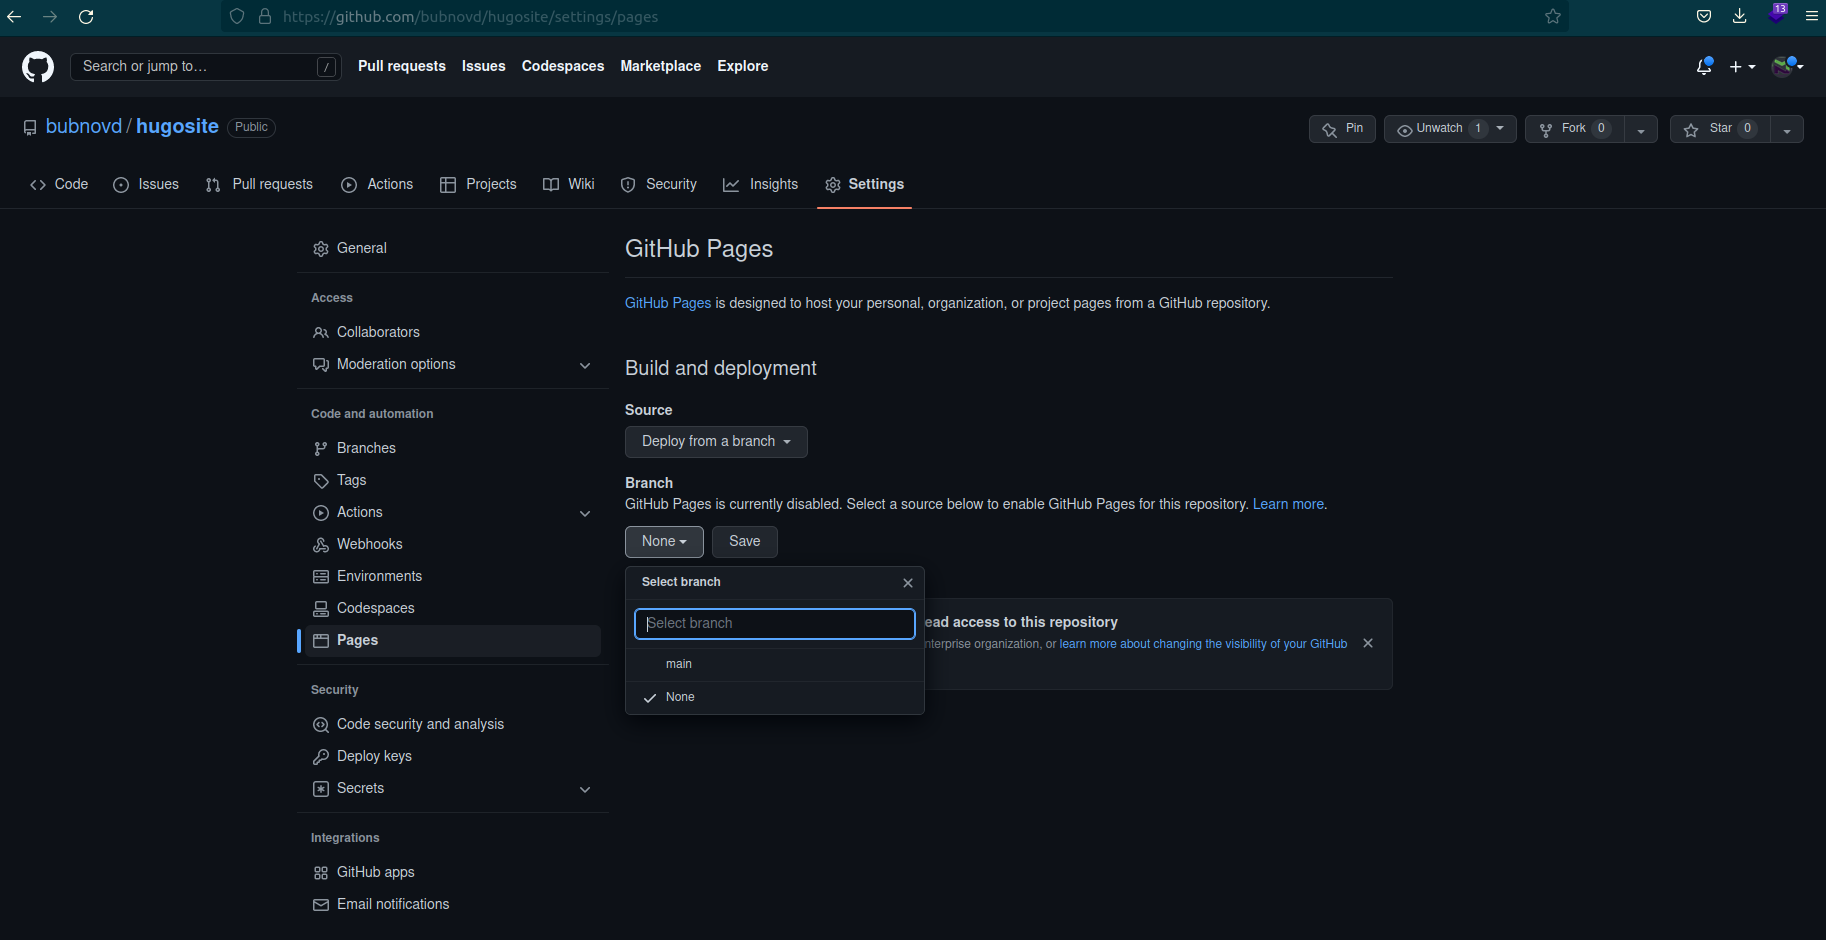 https://github.com/bubnovd/hugosite/settings/pages
13
Search or jump to…
/
Pull requests
Issues
Codespaces
Marketplace
Explore
bubnovd / hugosite
Public
Pin
Unwatch 1
Fork 0
Star 0
Code
Issues
Pull requests
Actions
Projects
Wiki
Security
Insights
Settings
General
Access
Collaborators
Moderation options
Code and automation
Branches
Tags
Actions
Webhooks
Environments
Codespaces
Pages
Security
Code security and analysis
Deploy keys
Secrets
Integrations
GitHub apps
Email notifications
GitHub Pages
GitHub Pages is designed to host your personal, organization, or project pages from a GitHub repository.
Build and deployment
Source
Deploy from a branch
Branch
GitHub Pages is currently disabled. Select a source below to enable GitHub Pages for this repository. Learn more.
None
Save
Select branch
Select branch
main
None
ead access to this repository
nterprise organization, or learn more about changing the visibility of your GitHub